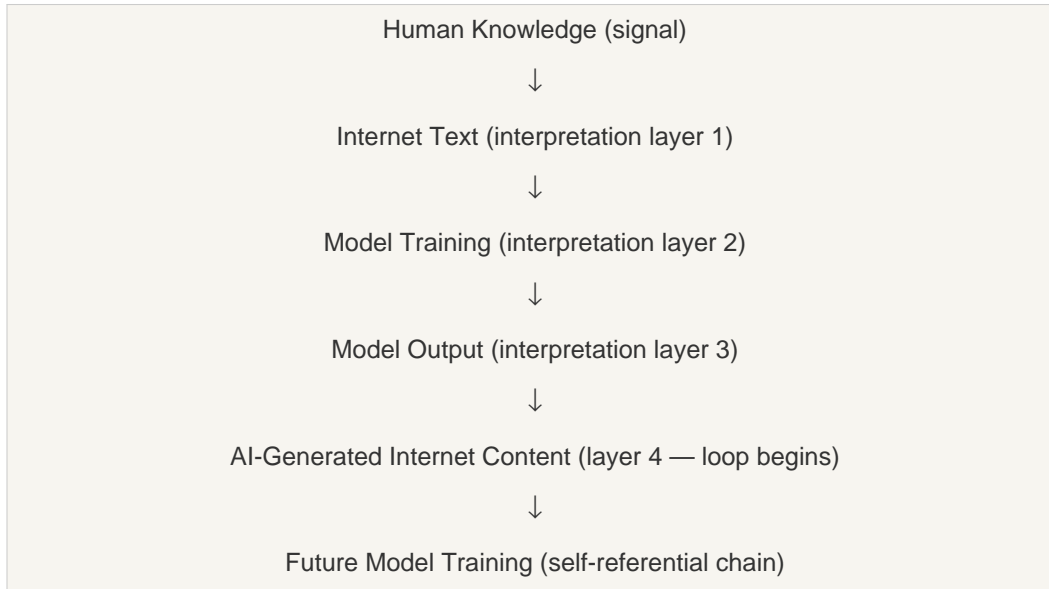 Human Knowledge (signal)
↓
Internet Text (interpretation layer 1)
↓
Model Training (interpretation layer 2)
↓
Model Output (interpretation layer 3)
↓
AI-Generated Internet Content (layer 4 — loop begins)
↓
Future Model Training (self-referential chain)